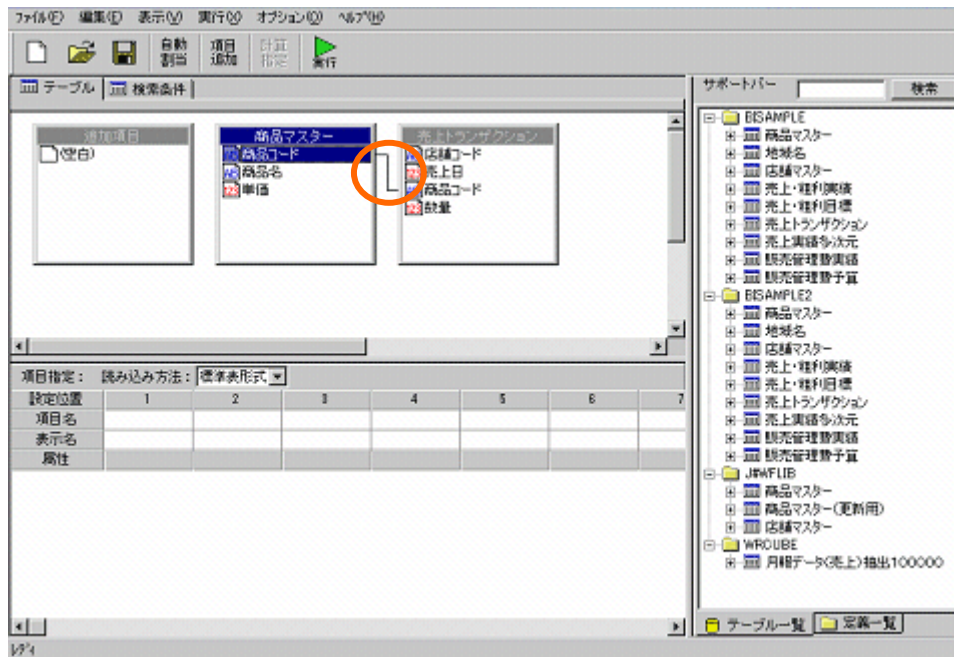 ファイル(F) 編集(E) 表示(V) 実行(X) オプション(O) ヘルプ(H)
自動割当 項目追加 計算指定 実行
テーブル 検索条件
追加項目
(空白)
商品マスター
商品コード
商品名
単価
売上トランザクション
店舗コード
売上日
商品コード
数量
項目指定: 読み込み方法: 標準表形式
設定位置 1 2 3 4 5 6 7
項目名
表示名
属性
サポートバー 検索
BISAMPLE
商品マスター
地域名
店舗マスター
売上・粗利実績
売上・粗利目標
売上トランザクション
売上実績多次元
販売管理費実績
販売管理費予算
BISAMPLE2
商品マスター
地域名
店舗マスター
売上・粗利実績
売上・粗利目標
売上トランザクション
売上実績多次元
販売管理費実績
販売管理費予算
J#WFLIB
商品マスター
商品マスター(更新用)
店舗マスター
WRCUBE
月報データ(売上)抽出100000
テーブル一覧 定義一覧
レディ